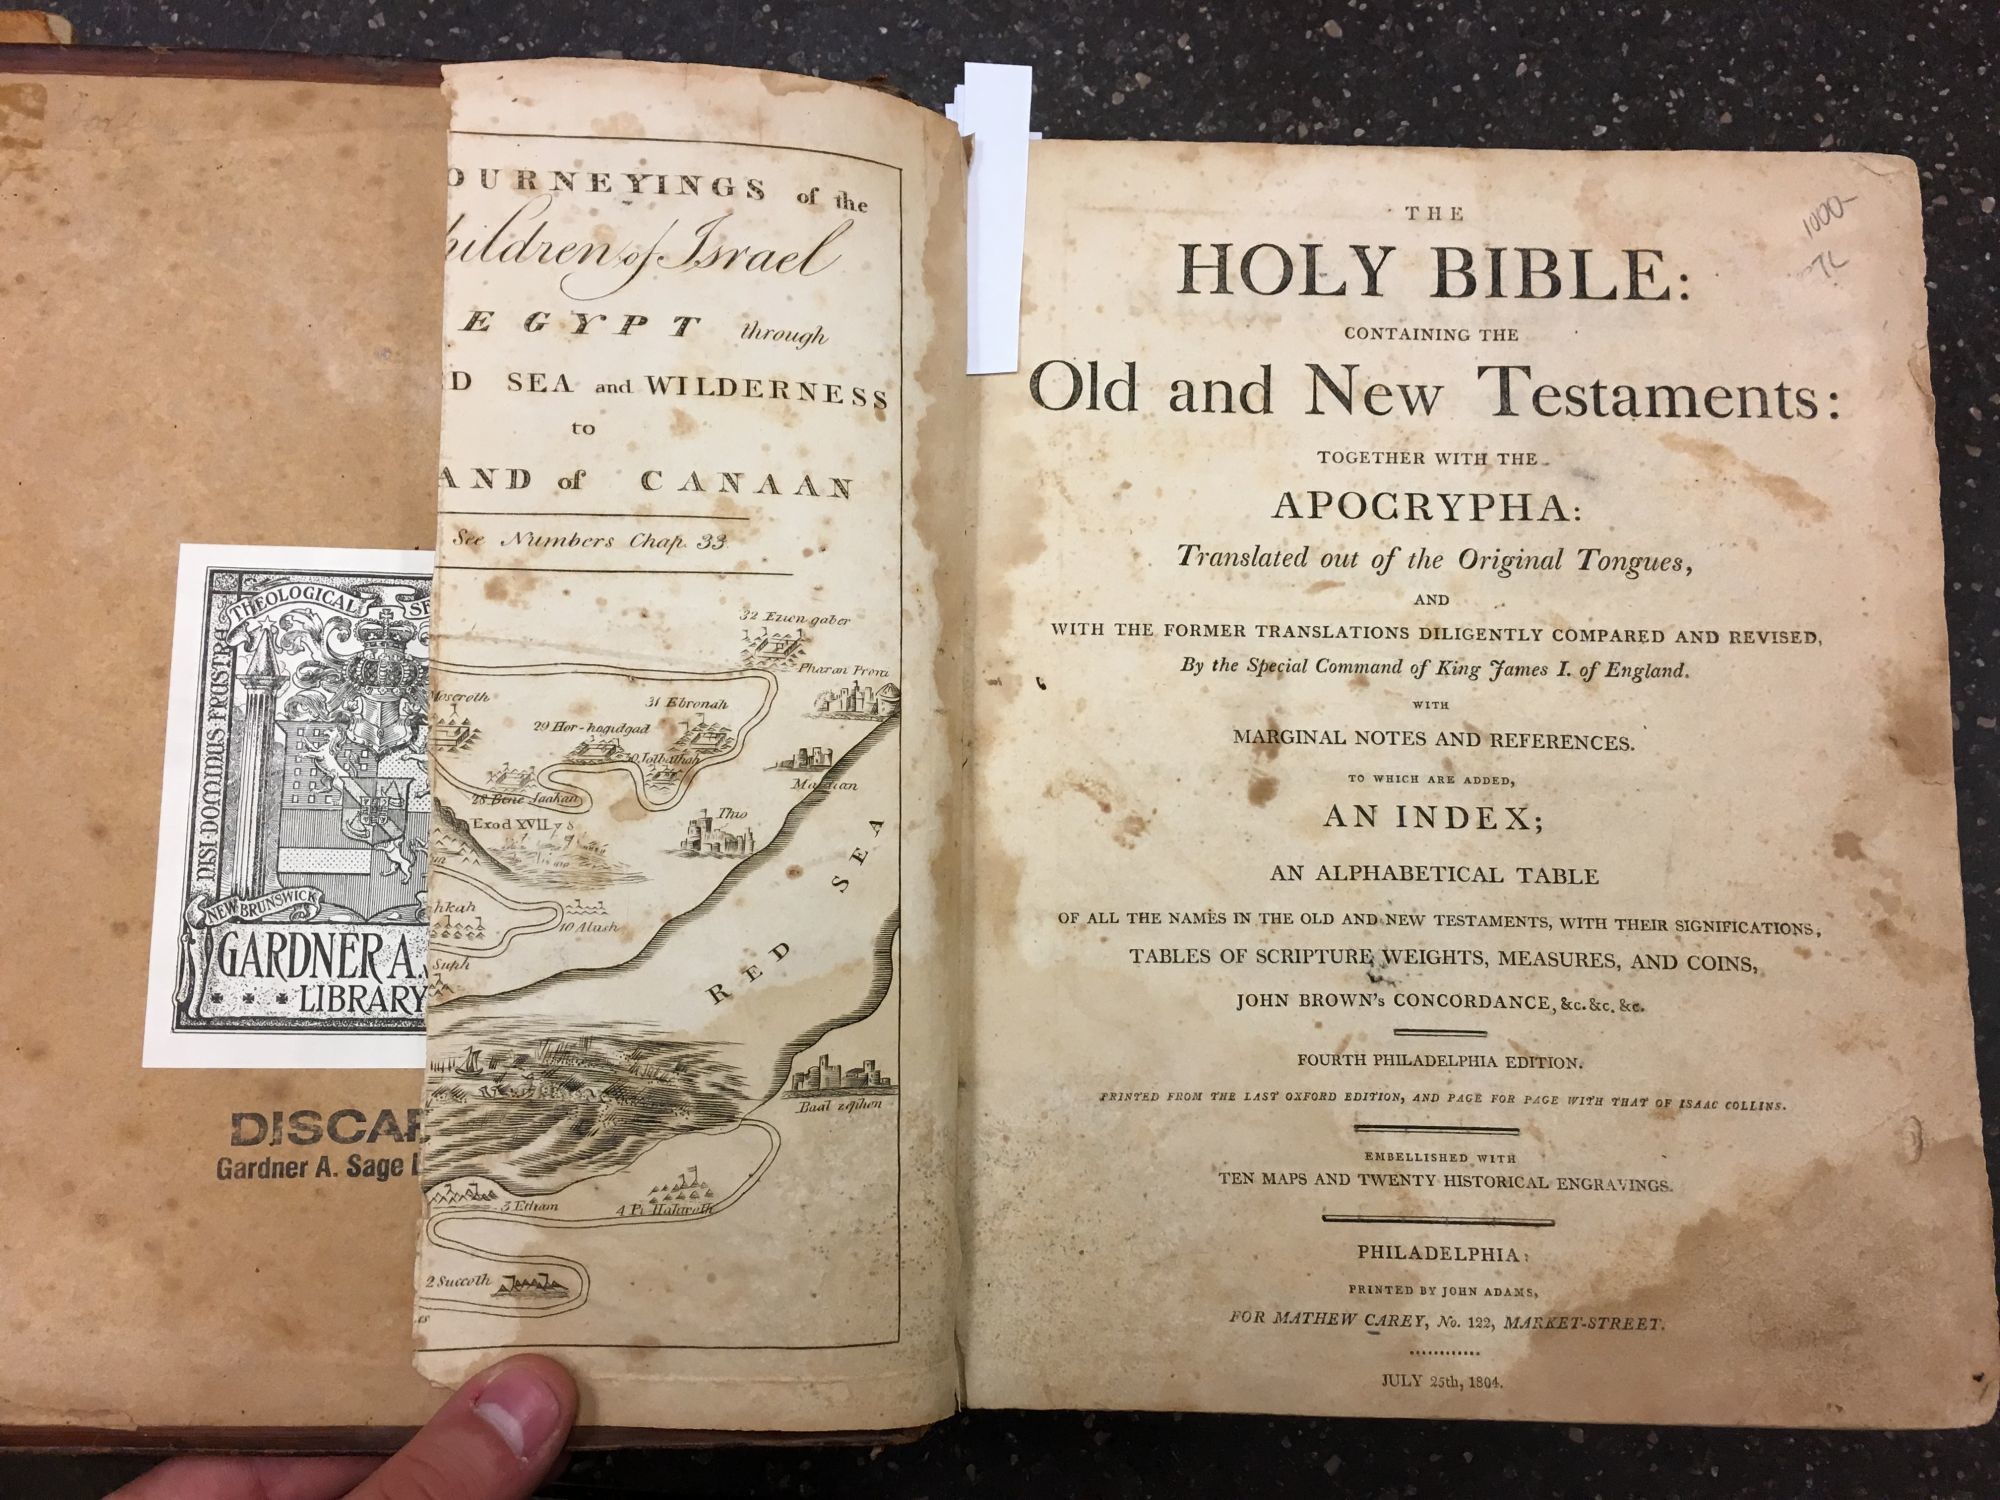 THEOLOGICAL SE
NISI·DOMINUS·FRUSTRA
NEW BRUNSWICK
GARDNER A.
LIBRARY
DISCAR
Gardner A. Sage L
OURNEYINGS of the
hildren of Israel
EGYPT through
D SEA and WILDERNESS
to
AND of CANAAN
See Numbers Chap. 33.
32 Ezion gaber
Pharan Prom
Moseroth
31 Ebronah
29 Hor-hagidgad
30 Jotbathah
Madian
28 Bene Jaakan
Thio
Exod XVII 7 8
hkah
10 Alush
Suph
RED SEA
Baal zephon
3 Etham
4 Pi Hahiroth
2 Succoth
THE
HOLY BIBLE:
CONTAINING THE
Old and New Testaments:
TOGETHER WITH THE
APOCRYPHA:
Translated out of the Original Tongues,
AND
WITH THE FORMER TRANSLATIONS DILIGENTLY COMPARED AND REVISED,
By the Special Command of King James I. of England.
WITH
MARGINAL NOTES AND REFERENCES.
TO WHICH ARE ADDED,
AN INDEX;
AN ALPHABETICAL TABLE
OF ALL THE NAMES IN THE OLD AND NEW TESTAMENTS, WITH THEIR SIGNIFICATIONS,
TABLES OF SCRIPTURE WEIGHTS, MEASURES, AND COINS,
JOHN BROWN's CONCORDANCE, &c. &c. &c.
FOURTH PHILADELPHIA EDITION.
PRINTED FROM THE LAST OXFORD EDITION, AND PAGE FOR PAGE WITH THAT OF ISAAC COLLINS.
EMBELLISHED WITH
TEN MAPS AND TWENTY HISTORICAL ENGRAVINGS.
PHILADELPHIA:
PRINTED BY JOHN ADAMS,
FOR MATHEW CAREY, No. 122, MARKET-STREET.
JULY 25th, 1804.
1000-